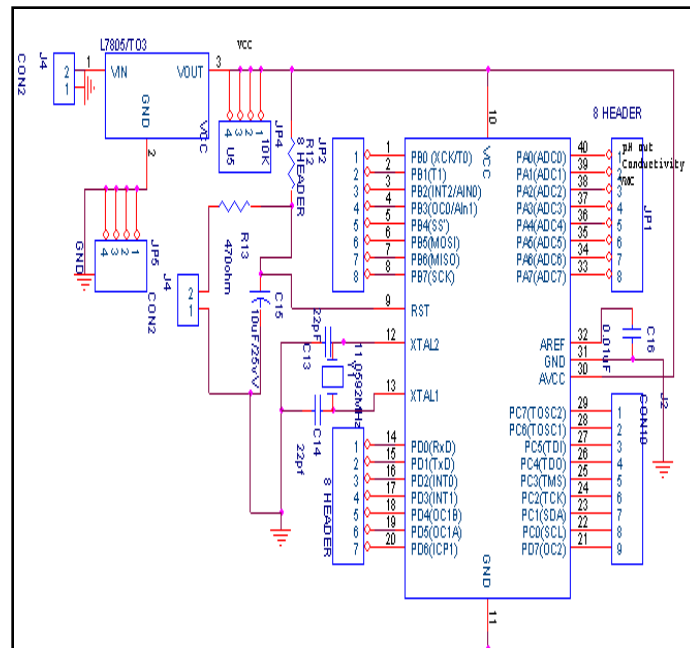 L7805/TO3
VCC
J4
CON2
2
1
1
VIN
VOUT
3
GND
VCC
2
4
3
2
1
U5
10K
JP4
R12
8 HEADER
JP2
GND
4
3
2
1
JP5
CON2
J4
2
1
R13
470ohm
C15
10uF/25vV
22pF
C13
Y1
11.0592MHz
C14
22pf
8 HEADER
1
2
3
4
5
6
7
8
1 PB0 (XCK/T0)
2 PB1(T1)
3 PB2(INT2/AIN0)
4 PB3(OC0/AIn1)
5 PB4(SS')
6 PB5(MOSI)
7 PB6(MISO)
8 PB7(SCK)
9 RST
12 XTAL2
13 XTAL1
1
2
3
4
5
6
7
14 PD0(RxD)
15 PD1(TxD)
16 PD2(INT0)
17 PD3(INT1)
18 PD4(OC1B)
19 PD5(OC1A)
20 PD6(ICP1)
10
VCC
GND
11
PA0(ADC0) 40
PA1(ADC1) 39
PA2(ADC2) 38
PA3(ADC3) 37
PA4(ADC4) 36
PA5(ADC5) 35
PA6(ADC6) 34
PA7(ADC7) 33
AREF 32
GND 31
AVCC 30
PC7(TOSC2) 29
PC6(TOSC1) 28
PC5(TDI) 27
PC4(TDO) 26
PC3(TMS) 25
PC2(TCK) 24
PC1(SDA) 23
PC0(SCL) 22
PD7(OC2) 21
8 HEADER
1
2
3
4
5
6
7
8
pH out
Conductivity
JP1
C16
0.01uF
J2
CON10
1
2
3
4
5
6
7
8
9